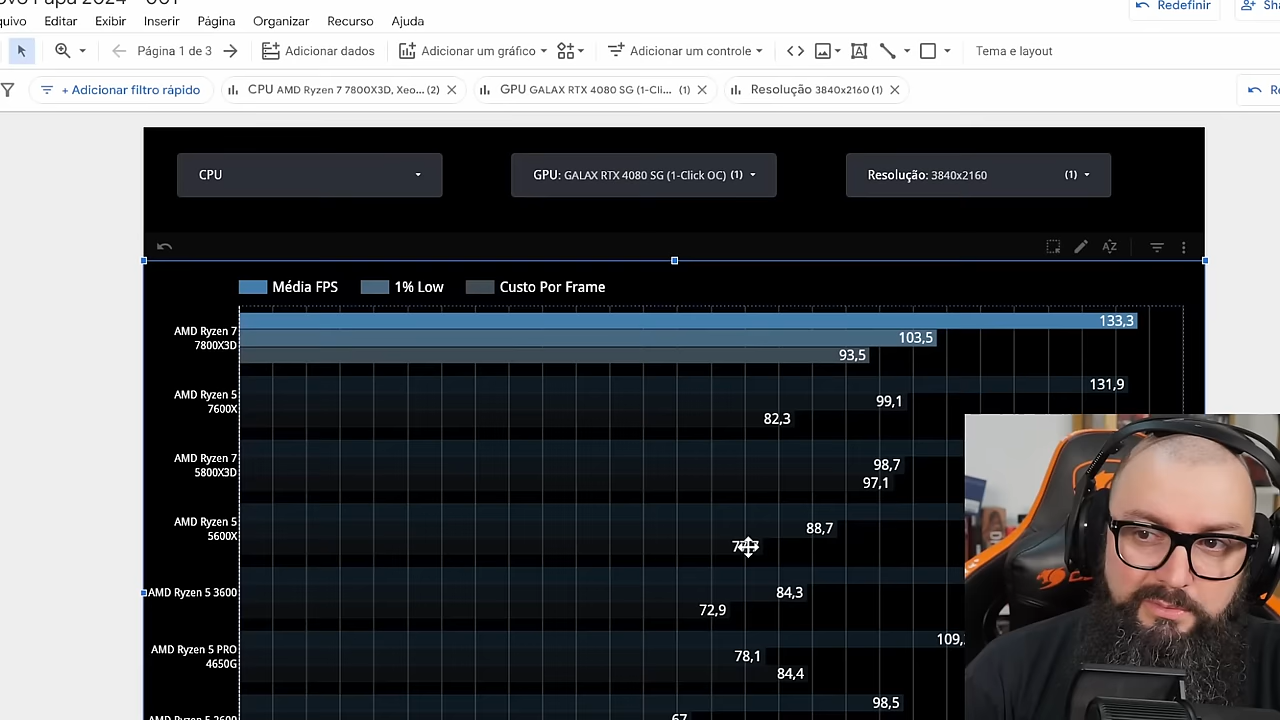 Redefinir
Editar Exibir Inserir Página Organizar Recurso Ajuda
Página 1 de 3 Adicionar dados Adicionar um gráfico Adicionar um controle Tema e layout
+ Adicionar filtro rápido CPU AMD Ryzen 7 7800X3D, Xeo... (2) GPU GALAX RTX 4080 SG (1-Cli... (1) Resolução 3840x2160 (1)
CPU GPU: GALAX RTX 4080 SG (1-Click OC) (1) Resolução: 3840x2160 (1)
Média FPS 1% Low Custo Por Frame
AMD Ryzen 7
7800X3D
133,3
103,5
93,5
AMD Ryzen 5
7600X
131,9
99,1
82,3
AMD Ryzen 7
5800X3D
98,7
97,1
AMD Ryzen 5
5600X
88,7
AMD Ryzen 5 3600
84,3
72,9
AMD Ryzen 5 PRO
4650G
109,
78,1
84,4
AMD Ryzen 5 2600
98,5
67